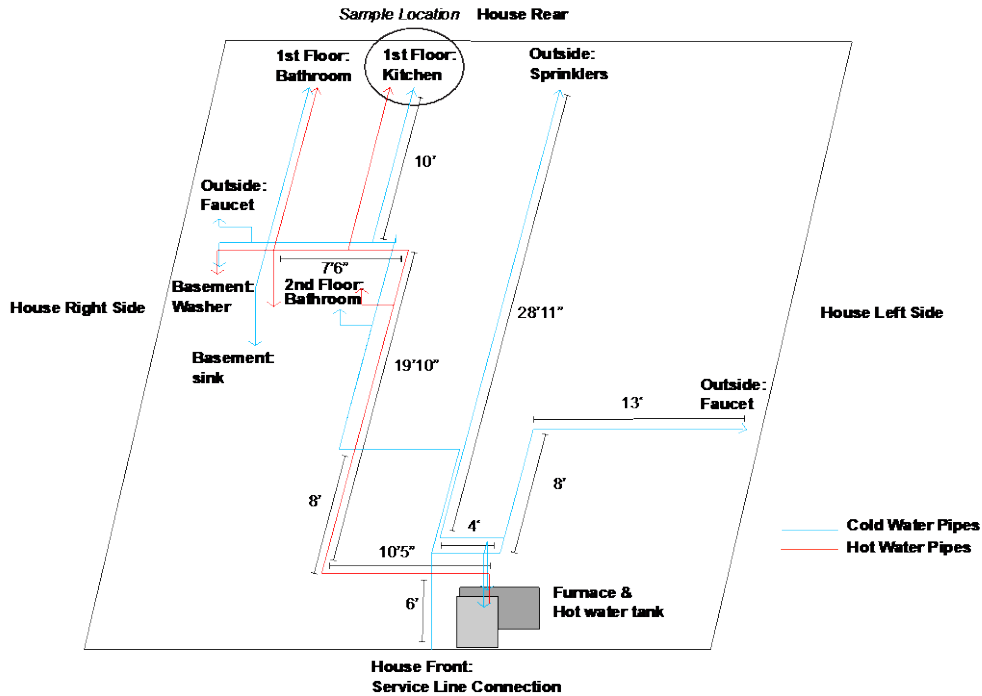 Sample Location House Rear
1st Floor:
Bathroom
1st Floor:
Kitchen
Outside:
Sprinklers
10'
Outside:
Faucet
7'6"
2nd Floor:
Bathroom
Basement:
Washer
House Right Side
28'11"
House Left Side
Basement:
sink
19'10"
Outside:
Faucet
13'
8'
8'
4'
10'5"
Cold Water Pipes
Hot Water Pipes
6'
Furnace &
Hot water tank
House Front:
Service Line Connection